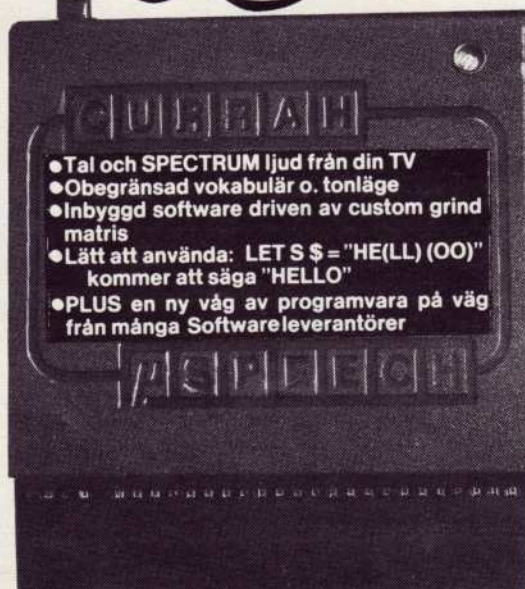 CURRAH
•Tal och SPECTRUM ljud från din TV
•Obegränsad vokabulär o. tonläge
•Inbyggd software driven av custom grind
matris
•Lätt att använda: LET S $ = "HE(LL) (OO)"
kommer att säga "HELLO"
•PLUS en ny våg av programvara på väg
från många Softwareleverantörer
µSPEECH